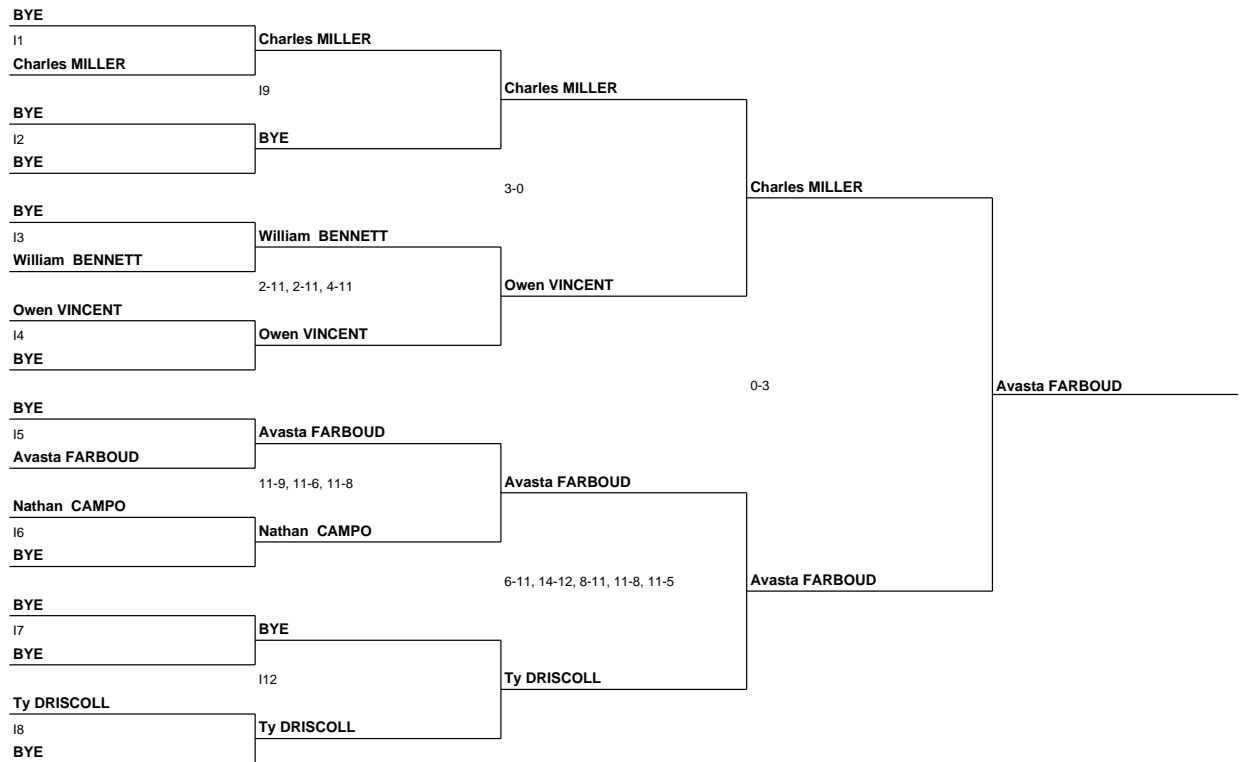 BYE
I1
Charles MILLER
BYE
I2
BYE
BYE
I3
William BENNETT
Owen VINCENT
I4
BYE
BYE
I5
Avasta FARBOUD
Nathan CAMPO
I6
BYE
BYE
I7
BYE
Ty DRISCOLL
I8
BYE
Charles MILLER
I9
BYE
William BENNETT
2-11, 2-11, 4-11
Owen VINCENT
Avasta FARBOUD
11-9, 11-6, 11-8
Nathan CAMPO
BYE
I12
Ty DRISCOLL
Charles MILLER
3-0
Owen VINCENT
Avasta FARBOUD
6-11, 14-12, 8-11, 11-8, 11-5
Ty DRISCOLL
Charles MILLER
0-3
Avasta FARBOUD
Avasta FARBOUD